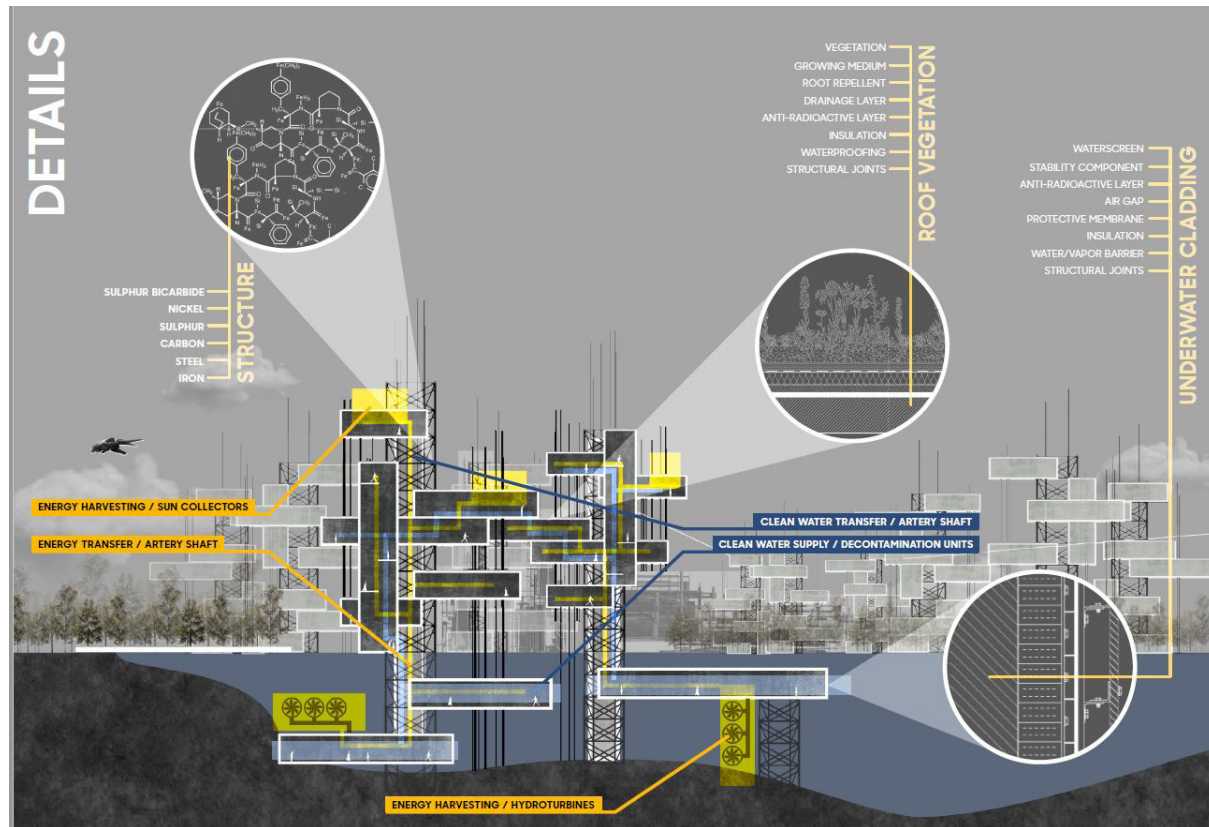 DETAILS
SULPHUR BICARBIDE
NICKEL
SULPHUR
CARBON
STEEL
IRON
STRUCTURE
VEGETATION
GROWING MEDIUM
ROOT REPELLENT
DRAINAGE LAYER
ANTI-RADIOACTIVE LAYER
INSULATION
WATERPROOFING
STRUCTURAL JOINTS
ROOF VEGETATION
WATERSCREEN
STABILITY COMPONENT
ANTI-RADIOACTIVE LAYER
AIR GAP
PROTECTIVE MEMBRANE
INSULATION
WATER/VAPOR BARRIER
STRUCTURAL JOINTS
UNDERWATER CLADDING
ENERGY HARVESTING / SUN COLLECTORS
ENERGY TRANSFER / ARTERY SHAFT
CLEAN WATER TRANSFER / ARTERY SHAFT
CLEAN WATER SUPPLY / DECONTAMINATION UNITS
ENERGY HARVESTING / HYDROTURBINES